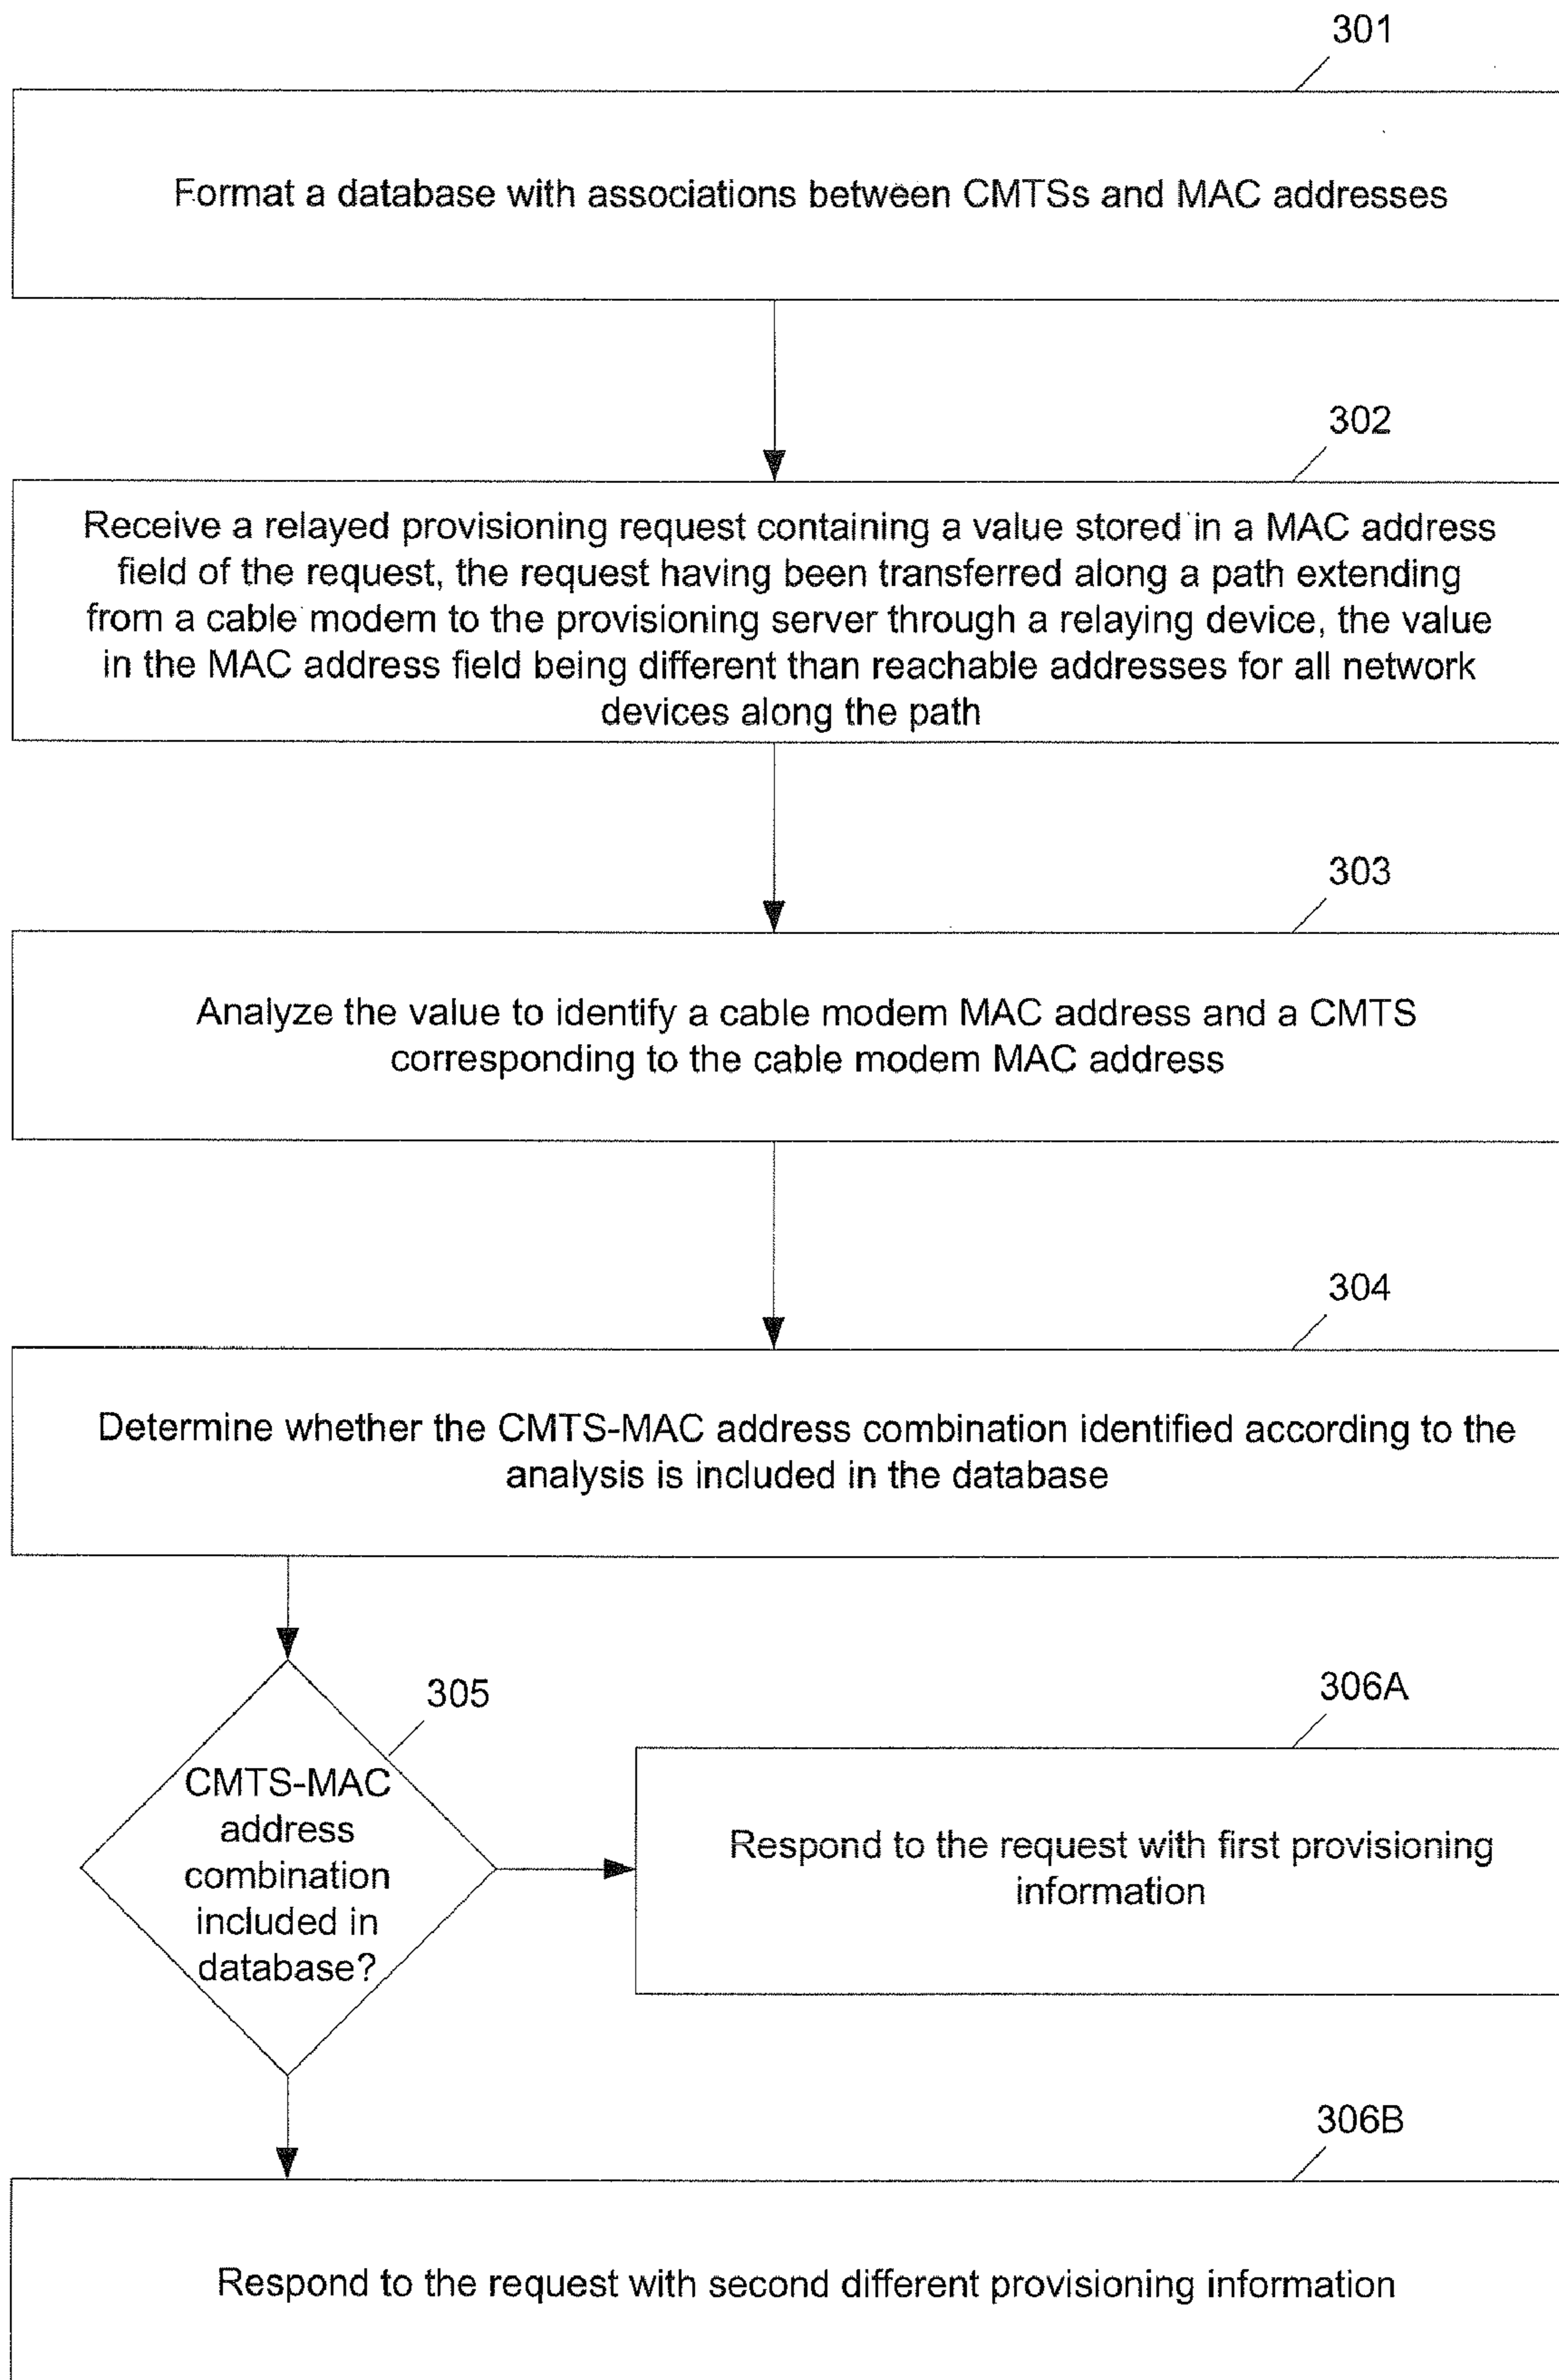 301
Format a database with associations between CMTSs and MAC addresses
302
Receive a relayed provisioning request containing a value stored in a MAC address
field of the request, the request having been transferred along a path extending
from a cable modem to the provisioning server through a relaying device, the value
in the MAC address field being different than reachable addresses for all network
devices along the path
303
Analyze the value to identify a cable modem MAC address and a CMTS
corresponding to the cable modem MAC address
304
Determine whether the CMTS-MAC address combination identified according to the
analysis is included in the database
305
CMTS-MAC
address
combination
included in
database?
306A
Respond to the request with first provisioning
information
306B
Respond to the request with second different provisioning information